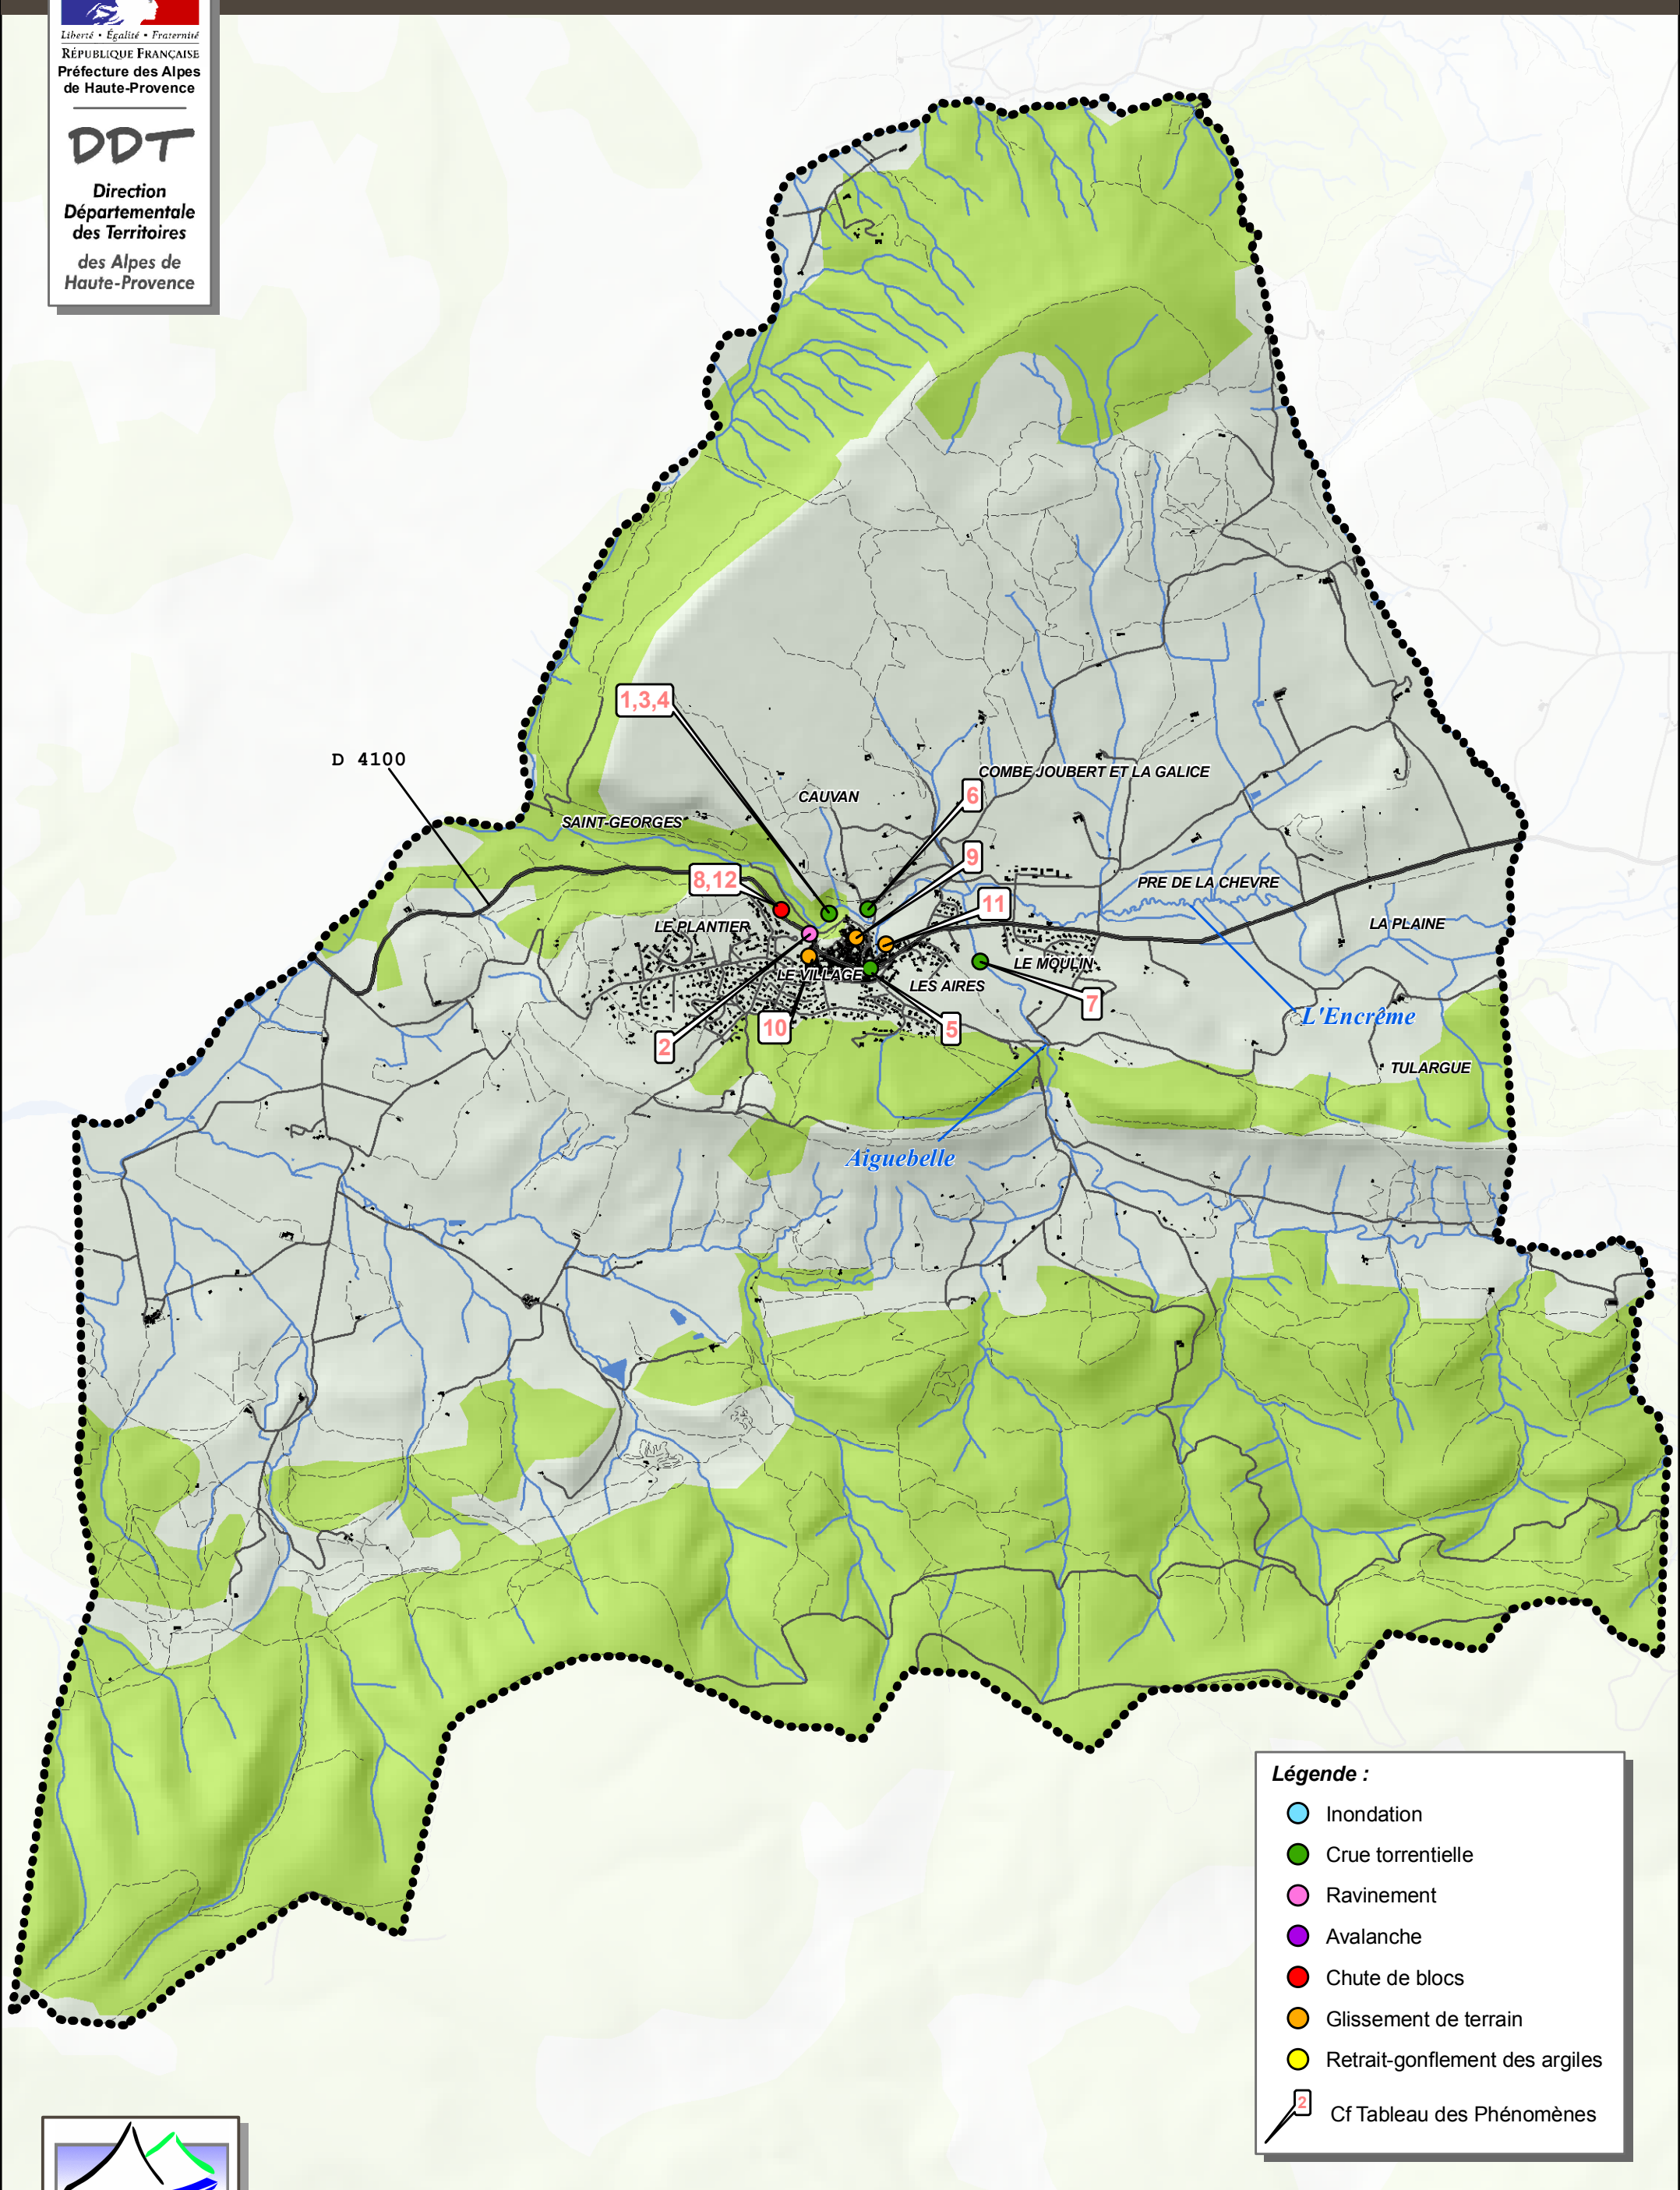 Liberté • Égalité • Fraternité
RÉPUBLIQUE FRANÇAISE
Préfecture des Alpes
de Haute-Provence
DDT
Direction
Départementale
des Territoires
des Alpes de
Haute-Provence
1,3,4
D 4100
COMBE JOUBERT ET LA GALICE
CAUVAN
6
SAINT-GEORGES
9
8,12
PRE DE LA CHEVRE
11
LE PLANTIER
LA PLAINE
LE MOULIN
LE VILLAGE
LES AIRES
7
L'Encrême
10
5
2
TULARGUE
Aiguebelle
Légende :
Inondation
Crue torrentielle
Ravinement
Avalanche
Chute de blocs
Glissement de terrain
Retrait-gonflement des argiles
2
Cf Tableau des Phénomènes